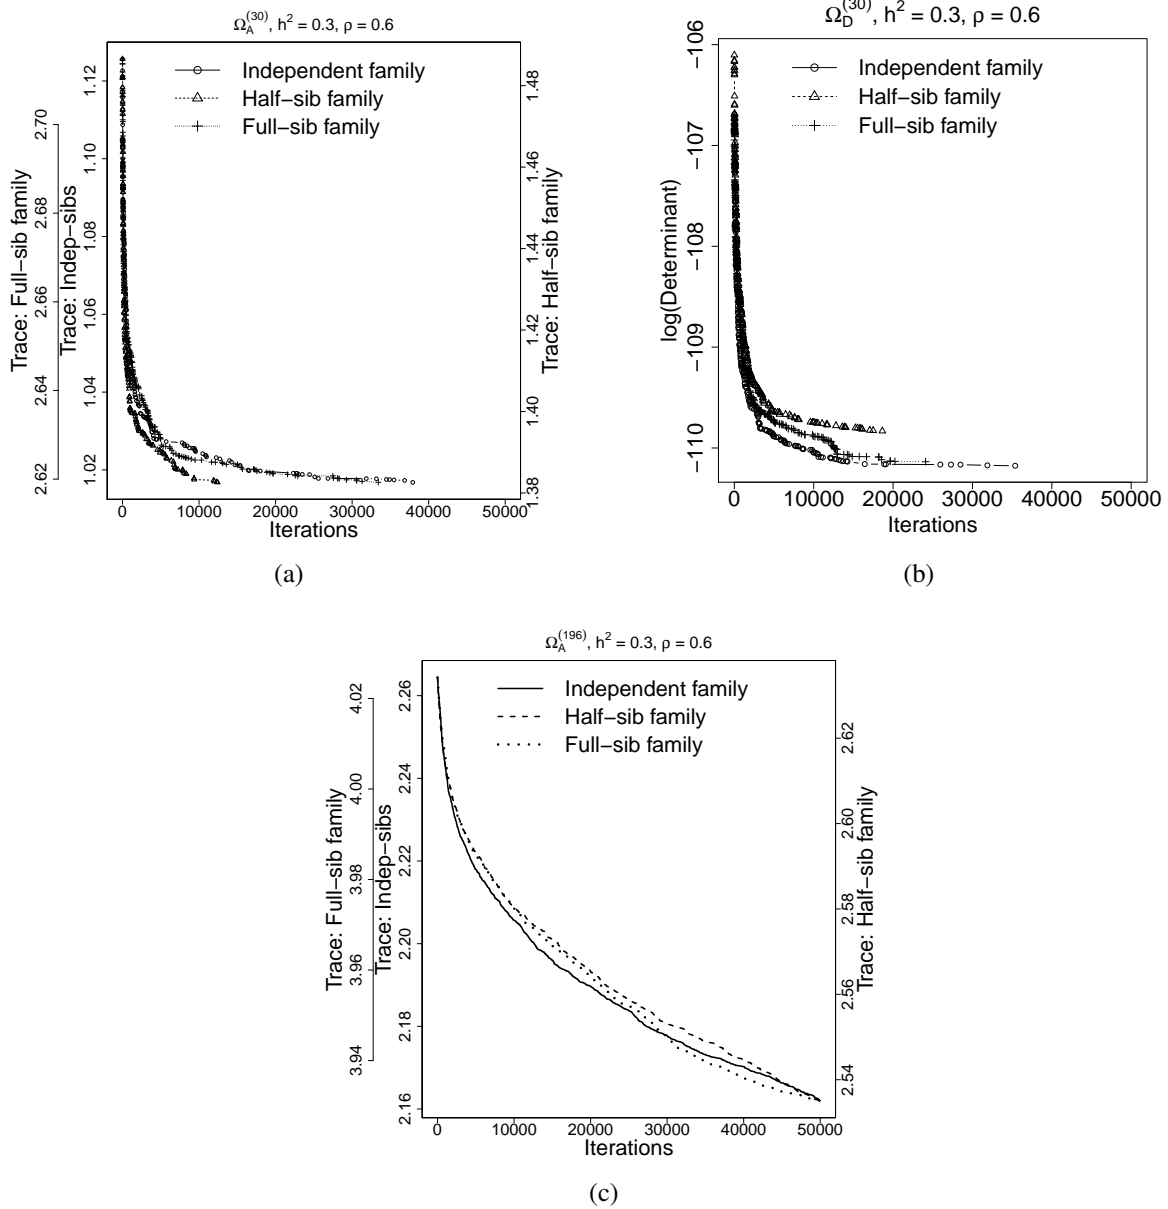 Ω_A^(30), h² = 0.3, ρ = 0.6
Independent family
Half−sib family
Full−sib family
Trace: Full−sib family
2.62 2.64 2.66 2.68 270
Trace: Indep−sibs
1.02 1.04 1.06 1.08 1.10 1.12
Trace: Half−sib family
1.38 1.40 1.42 1.44 1.46 1.48
0 10000 20000 30000 40000 50000
Iterations
(a)
Ω_D^(30), h² = 0.3, ρ = 0.6
Independent family
Half−sib family
Full−sib family
log(Determinant)
−110 −109 −108 −107 −106
0 10000 20000 30000 40000 50000
Iterations
(b)
Ω_A^(196), h² = 0.3, ρ = 0.6
Independent family
Half−sib family
Full−sib family
Trace: Full−sib family
3.94 3.96 3.98 4.00 4.02
Trace: Indep−sibs
2.16 2.18 2.20 2.22 2.24 2.26
Trace: Half−sib family
2.54 2.56 2.58 2.60 2.62
0 10000 20000 30000 40000 50000
Iterations
(c)